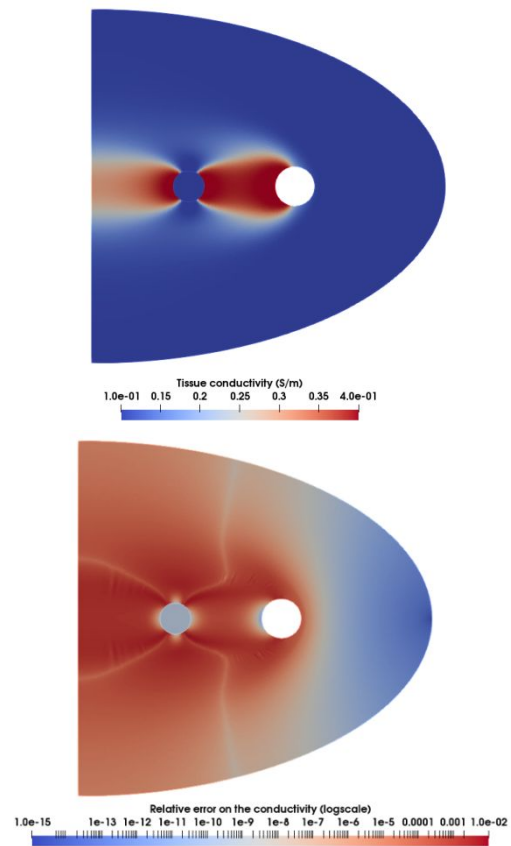 Tissue conductivity (S/m)
1.0e-01 0.15 0.2 0.25 0.3 0.35 4.0e-01
Relative error on the conductivity (logscale)
1.0e-15 1e-13 1e-12 1e-11 1e-10 1e-9 1e-8 1e-7 1e-6 1e-5 0.0001 0.001 1.0e-02